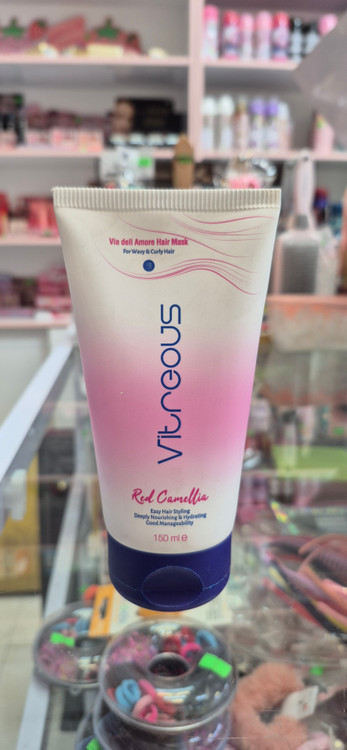 Via dell Amore Hair Mask
For Wavy & Curly Hair
Vitreous
Red Camellia
Easy Hair Styling
Deeply Nourishing & Hydrating
Good Manageability
150 ml e